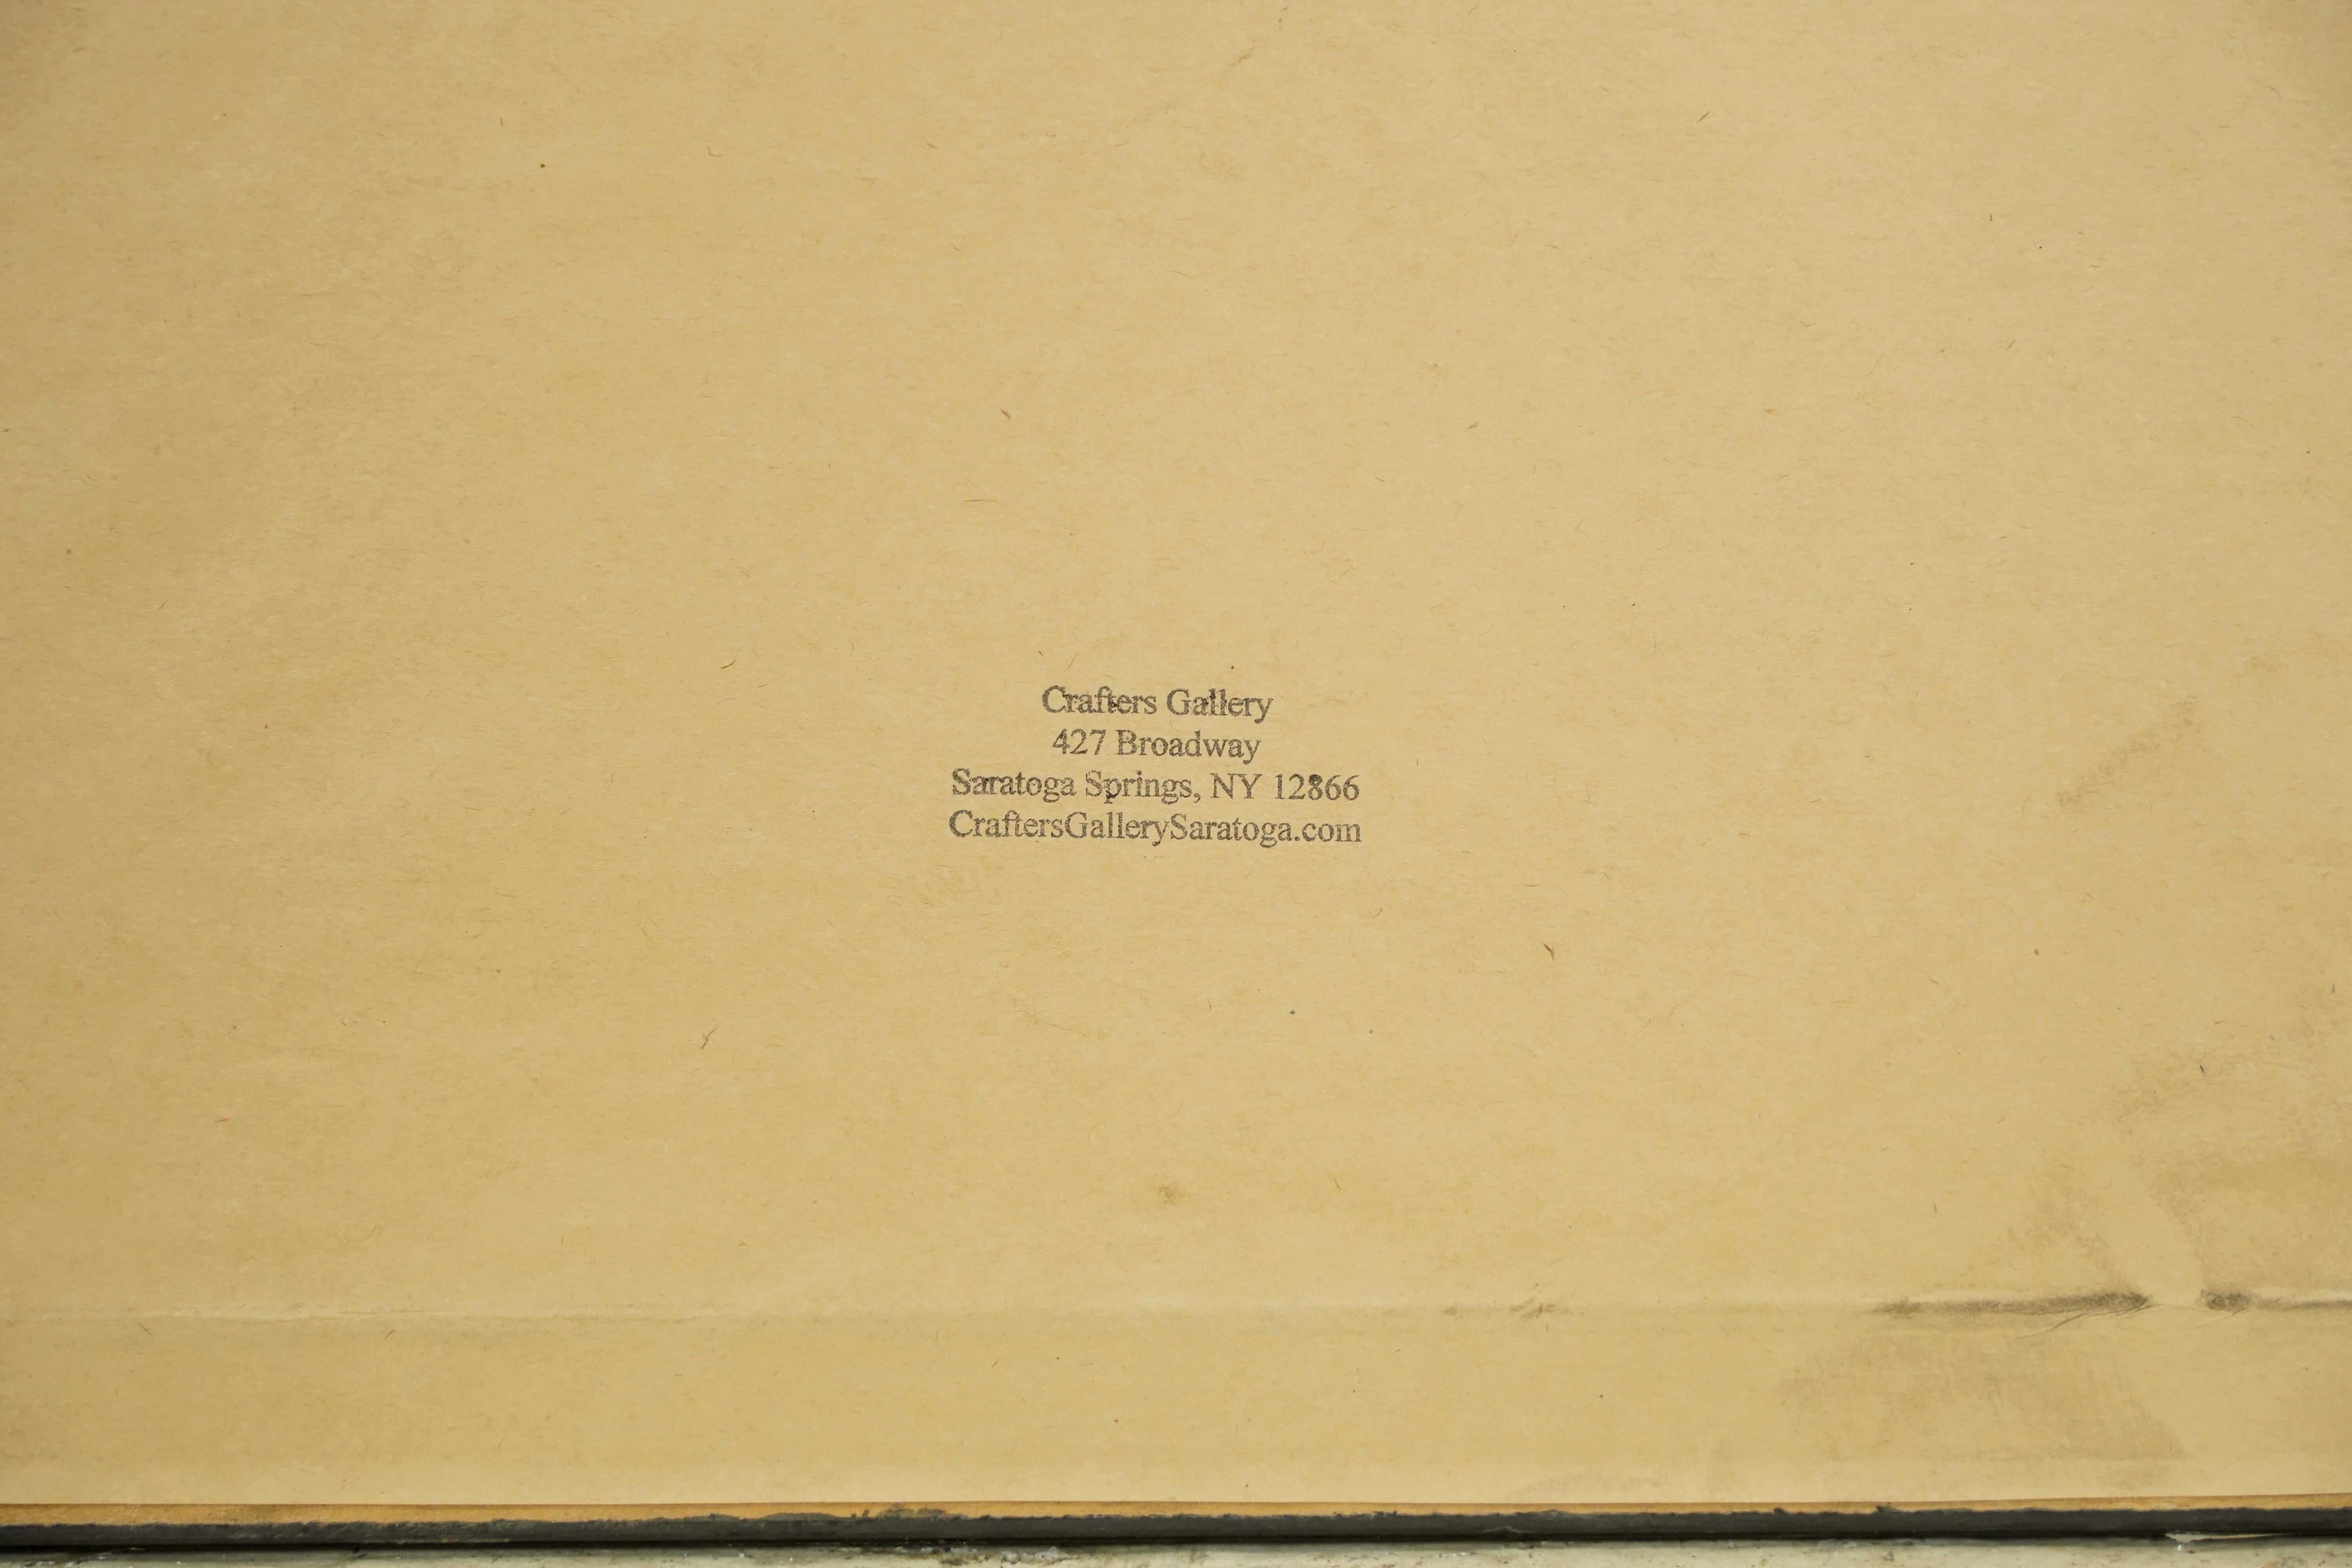 Crafters Gallery
427 Broadway
Saratoga Springs, NY 12866
CraftersGallerySaratoga.com